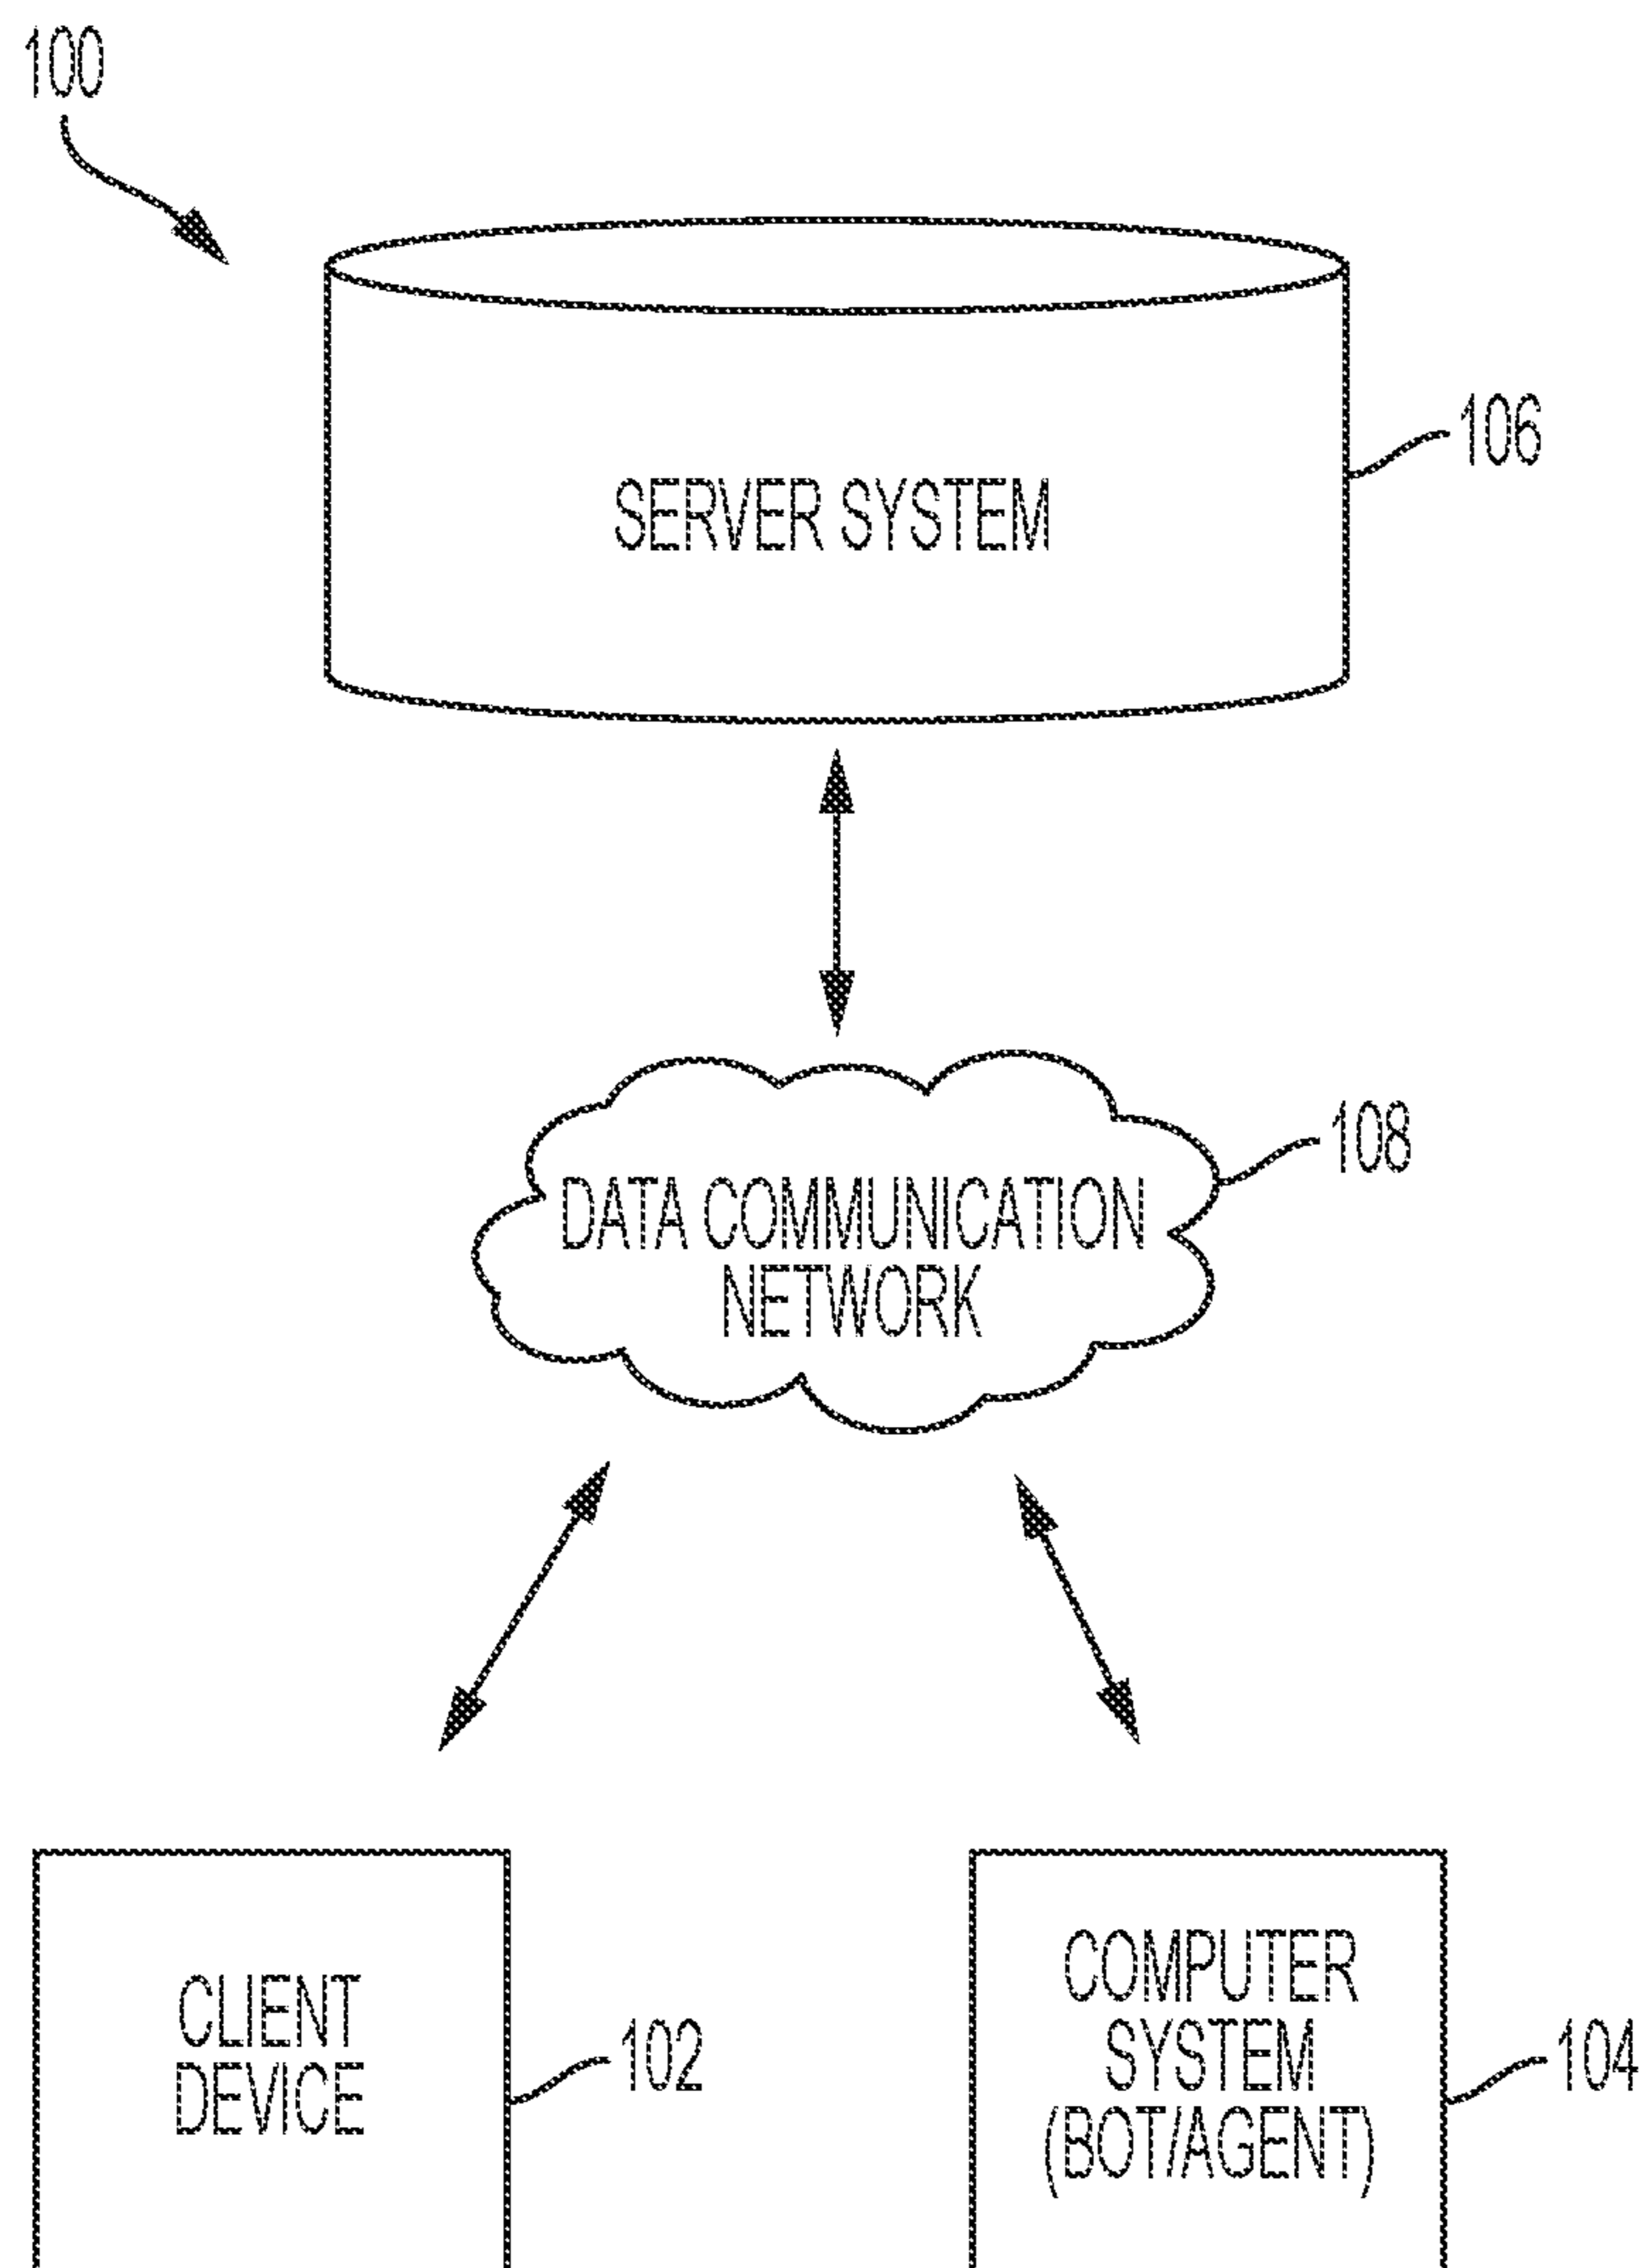 100
106
SERVER SYSTEM
108
DATA COMMUNICATION
NETWORK
CLIENT
DEVICE
102
COMPUTER
SYSTEM
(BOT/AGENT)
104